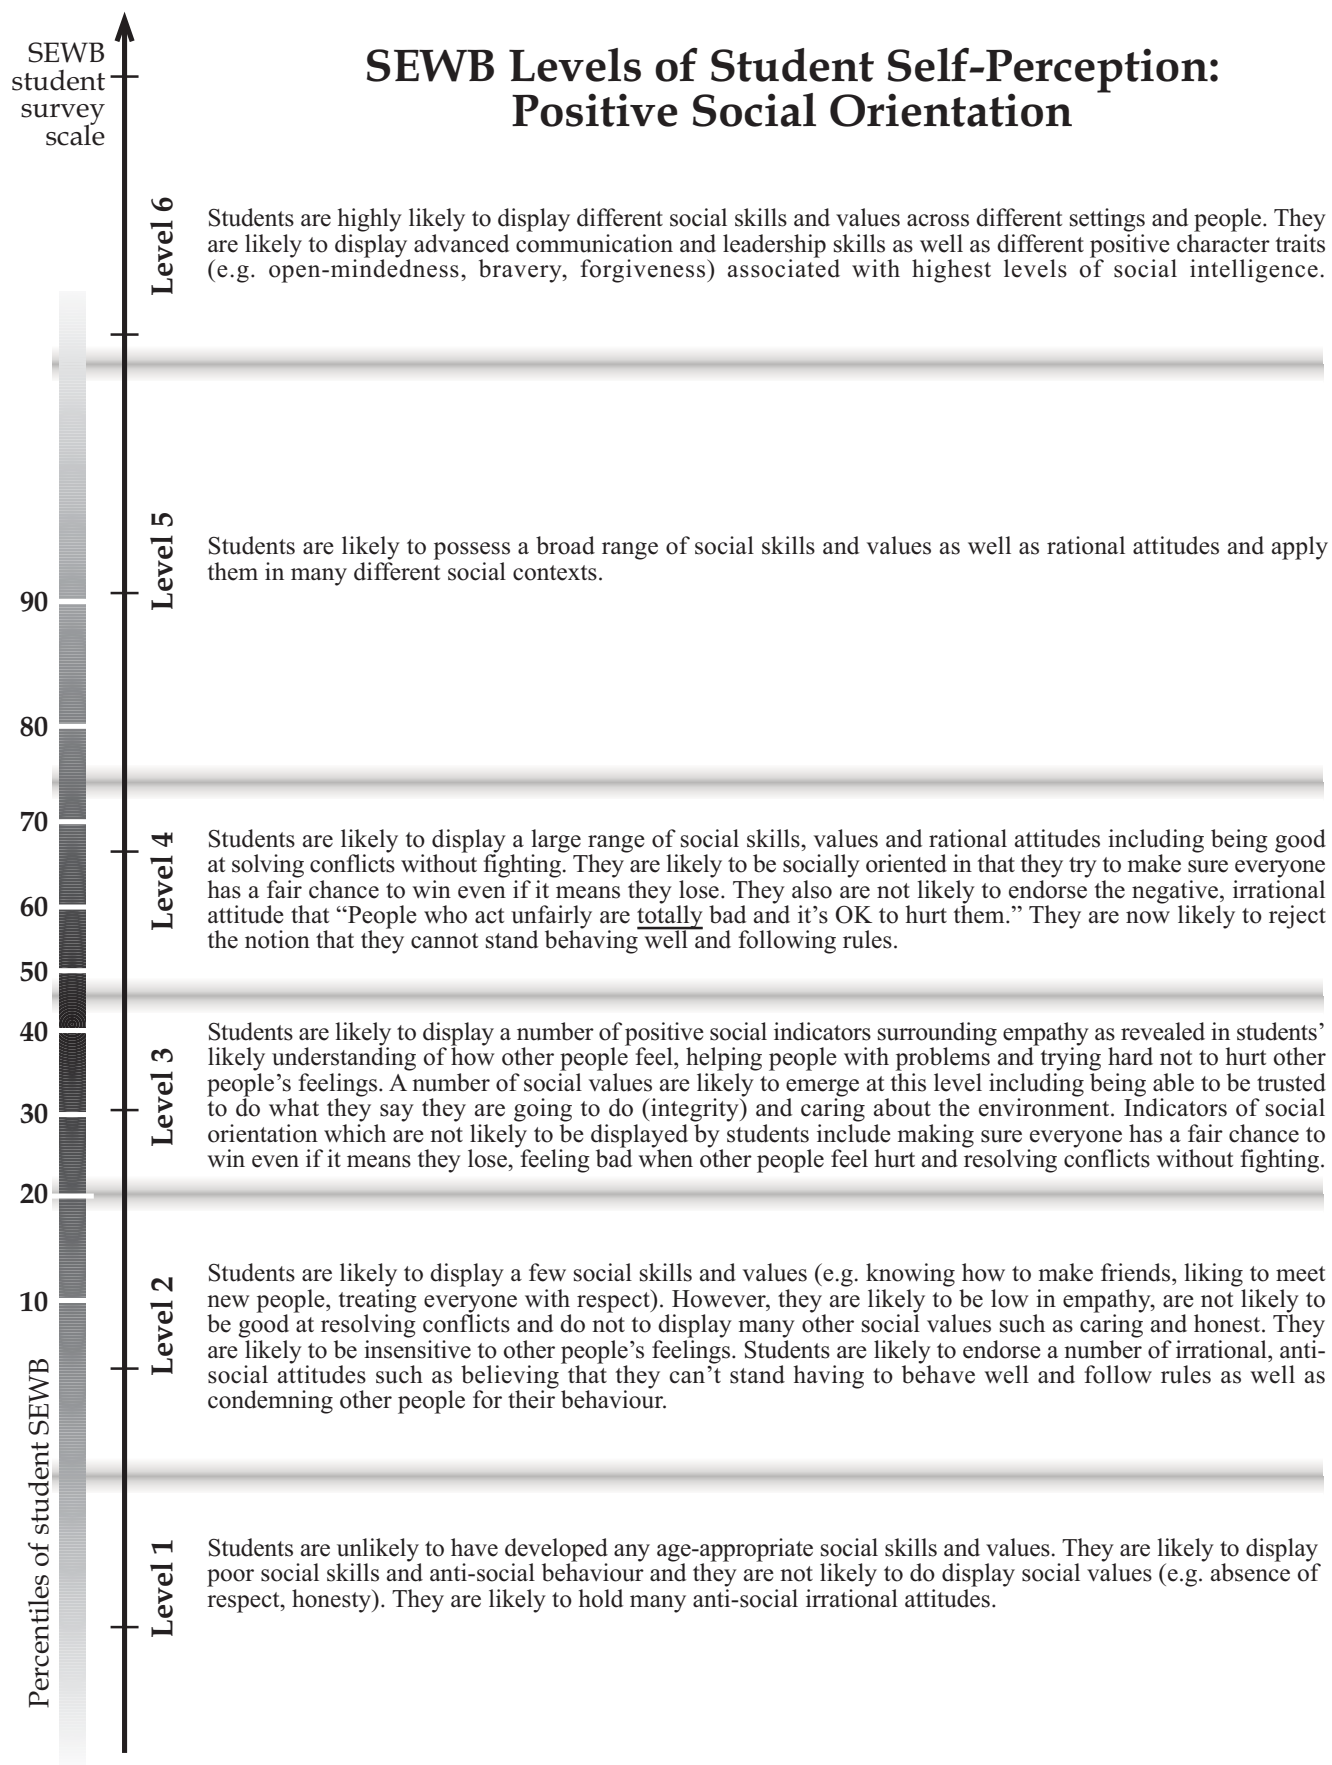 SEWB
student
survey
scale
SEWB Levels of Student Self-Perception:
Positive Social Orientation
Level 6
Students are highly likely to display different social skills and values across different settings and people. They
are likely to display advanced communication and leadership skills as well as different positive character traits
(e.g. open-mindedness, bravery, forgiveness) associated with highest levels of social intelligence.
Level 5
Students are likely to possess a broad range of social skills and values as well as rational attitudes and apply
them in many different social contexts.
90
80
70
Level 4
Students are likely to display a large range of social skills, values and rational attitudes including being good
at solving conflicts without fighting. They are likely to be socially oriented in that they try to make sure everyone
has a fair chance to win even if it means they lose. They also are not likely to endorse the negative, irrational
attitude that “People who act unfairly are totally bad and it’s OK to hurt them.” They are now likely to reject
the notion that they cannot stand behaving well and following rules.
60
50
40
Level 3
Students are likely to display a number of positive social indicators surrounding empathy as revealed in students’
likely understanding of how other people feel, helping people with problems and trying hard not to hurt other
people’s feelings. A number of social values are likely to emerge at this level including being able to be trusted
to do what they say they are going to do (integrity) and caring about the environment. Indicators of social
orientation which are not likely to be displayed by students include making sure everyone has a fair chance to
win even if it means they lose, feeling bad when other people feel hurt and resolving conflicts without fighting.
30
20
Level 2
Students are likely to display a few social skills and values (e.g. knowing how to make friends, liking to meet
new people, treating everyone with respect). However, they are likely to be low in empathy, are not likely to
be good at resolving conflicts and do not to display many other social values such as caring and honest. They
are likely to be insensitive to other people’s feelings. Students are likely to endorse a number of irrational, anti-
social attitudes such as believing that they can’t stand having to behave well and follow rules as well as
condemning other people for their behaviour.
10
Percentiles of student SEWB
Level 1
Students are unlikely to have developed any age-appropriate social skills and values. They are likely to display
poor social skills and anti-social behaviour and they are not likely to do display social values (e.g. absence of
respect, honesty). They are likely to hold many anti-social irrational attitudes.